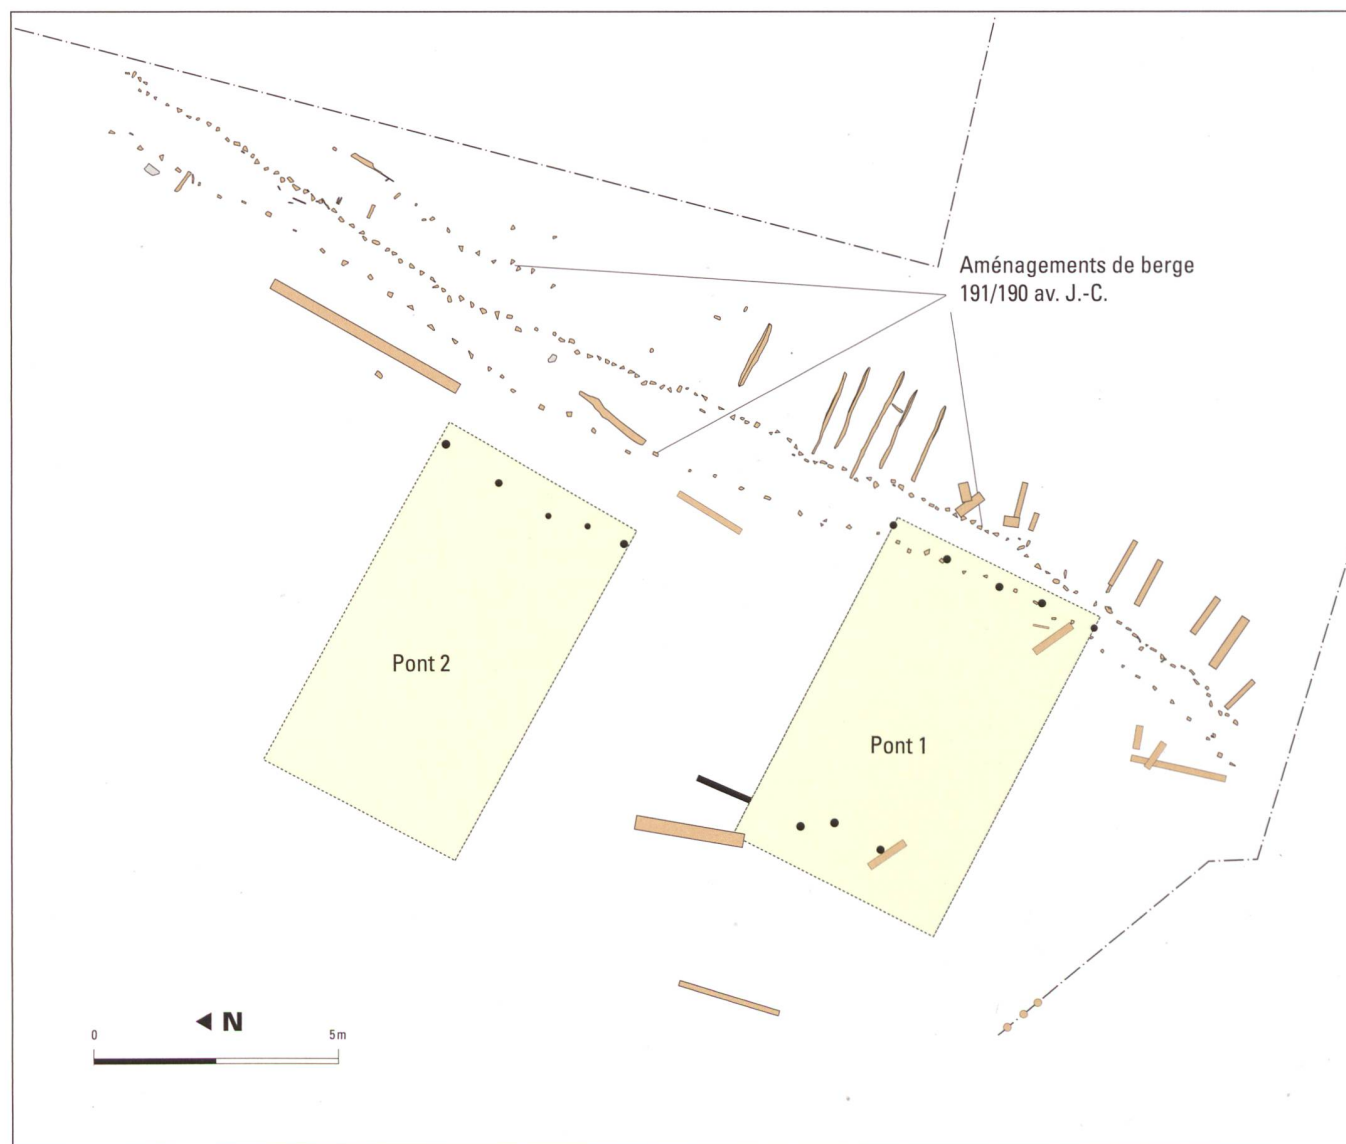 Aménagements de berge
191/190 av. J.-C.
Pont 2
Pont 1
N
0 5m